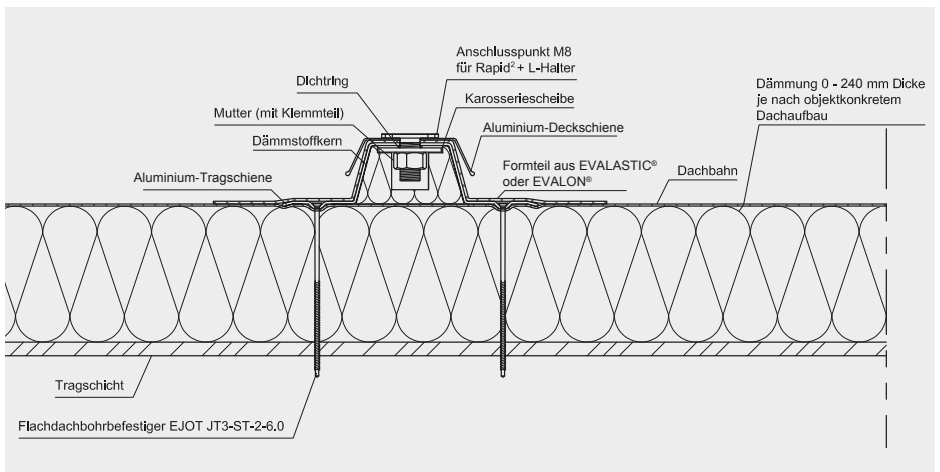 Anschlusspunkt M8
für Rapid² + L-Halter
Dichtring
Karosseriescheibe
Dämmung 0 - 240 mm Dicke
je nach objektkonkretem
Dachaufbau
Mutter (mit Klemmteil)
Aluminium-Deckschiene
Dämmstoffkern
Formteil aus EVALASTIC®
oder EVALON®
Aluminium-Tragschiene
Dachbahn
Tragschicht
Flachdachbohrbefestiger EJOT JT3-ST-2-6.0